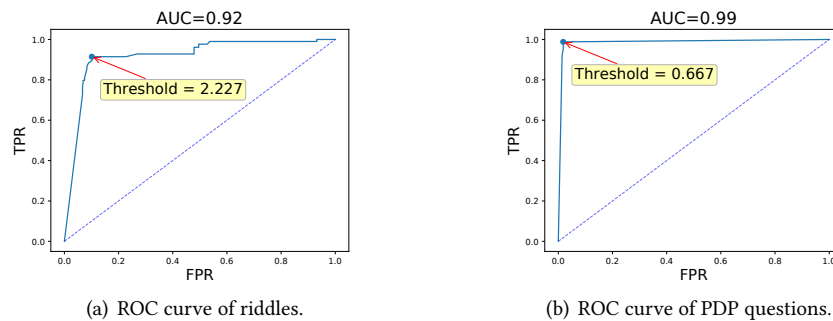 AUC=0.92
1.0
0.8
0.6
0.4
0.2
0.0
TPR
Threshold = 2.227
0.0 0.2 0.4 0.6 0.8 1.0
FPR
(a) ROC curve of riddles.
AUC=0.99
1.0
0.8
0.6
0.4
0.2
0.0
TPR
Threshold = 0.667
0.0 0.2 0.4 0.6 0.8 1.0
FPR
(b) ROC curve of PDP questions.